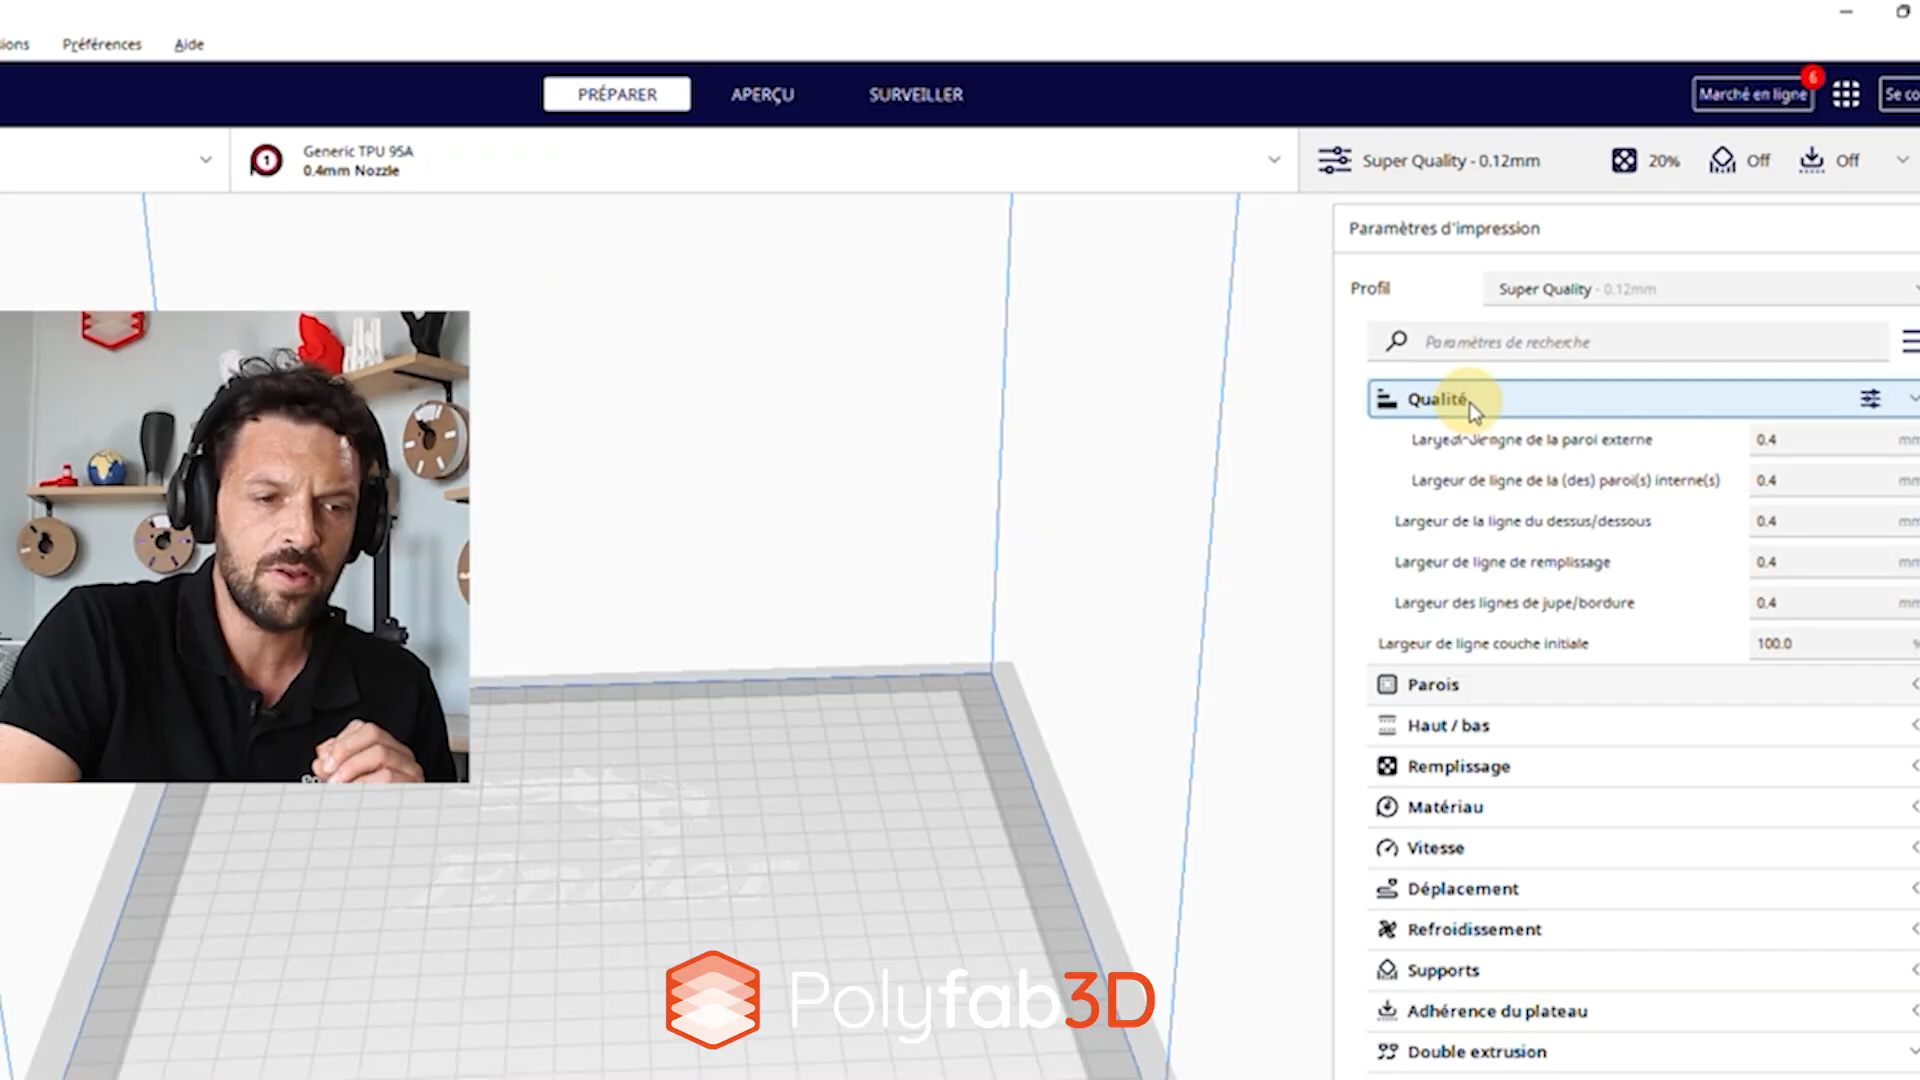 Préférences
Aide
PRÉPARER
APERÇU
SURVEILLER
Marché en ligne
6
1
Generic TPU 95A
0.4mm Nozzle
Super Quality - 0.12mm
20%
Off
Off
Paramètres d'impression
Profil
Super Quality - 0.12mm
Paramètres de recherche
Qualité
ligne de la paroi externe 0.4
Largeur de ligne de la (des) paroi(s) interne(s) 0.4
Largeur de la ligne du dessus/dessous 0.4
Largeur de ligne de remplissage 0.4
Largeur des lignes de jupe/bordure 0.4
Largeur de ligne couche initiale 100.0
Parois
Haut / bas
Remplissage
Matériau
Vitesse
Déplacement
Refroidissement
Supports
Adhérence du plateau
Double extrusion
Ender
Polyfab3D